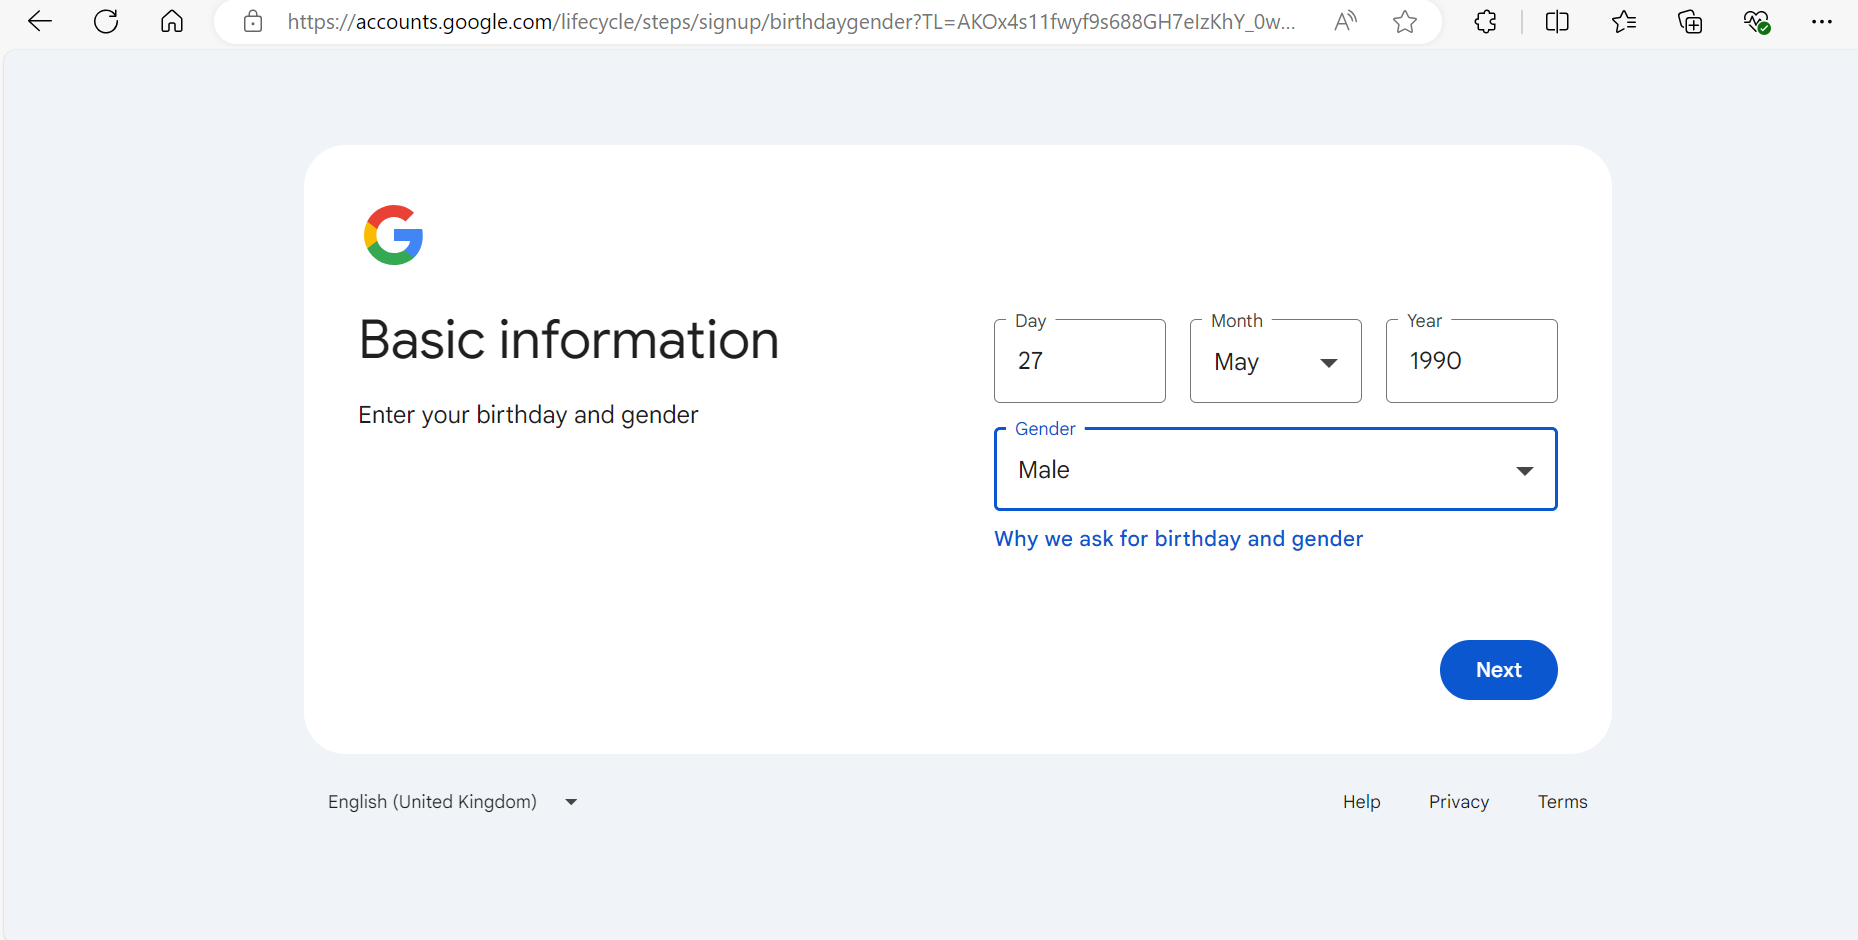 https://accounts.google.com/lifecycle/steps/signup/birthdaygender?TL=AKOx4s11fwyf9s688GH7eIzKhY_0w...
Basic information
Enter your birthday and gender
Day
Month
Year
27
May
1990
Gender
Male
Why we ask for birthday and gender
Next
English (United Kingdom)
Help
Privacy
Terms